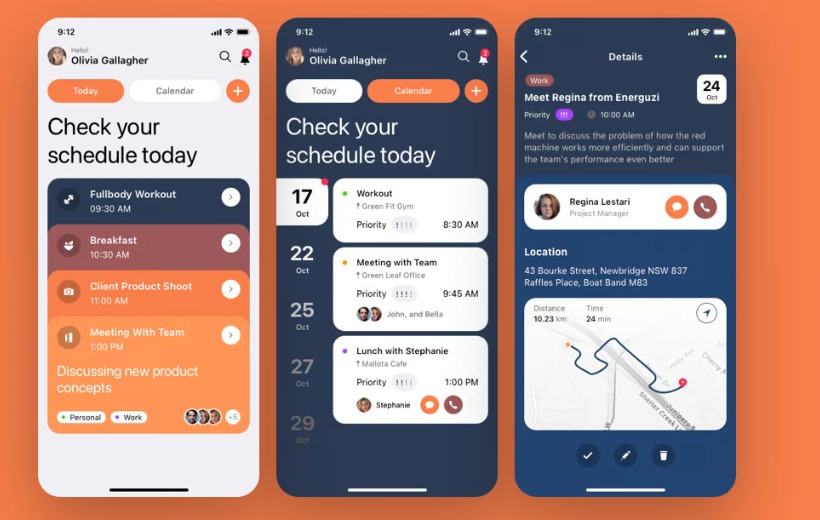 9:12
Hello!
Olivia Gallagher
2
Today
Calendar
+
Check your
schedule today
Fullbody Workout
09:30 AM
Breakfast
10:30 AM
Client Product Shoot
11:00 AM
Meeting With Team
1:00 PM
Discussing new product
concepts
Personal
Work
+5
9:12
Hello!
Olivia Gallagher
2
Today
Calendar
+
Check your
schedule today
17
Oct
Workout
Green Fit Gym
Priority !!!!
8:30 AM
22
Oct
Meeting with Team
Green Leaf Office
Priority !!!!
9:45 AM
John, and Bella
25
Oct
27
Oct
Lunch with Stephanie
Mallota Cafe
Priority !!!!
1:00 PM
Stephanie
29
Oct
9:12
Details
Work
Meet Regina from Energuzi
24
Oct
Priority !!!
10:00 AM
Meet to discuss the problem of how the red
machine works more efficiently and can support
the team's performance even better
Regina Lestari
Project Manager
Location
43 Bourke Street, Newbridge NSW 837
Raffles Place, Boat Band M83
Distance
10.23 km
Time
24 min
Cherry
Shelter Creek L
Juniper